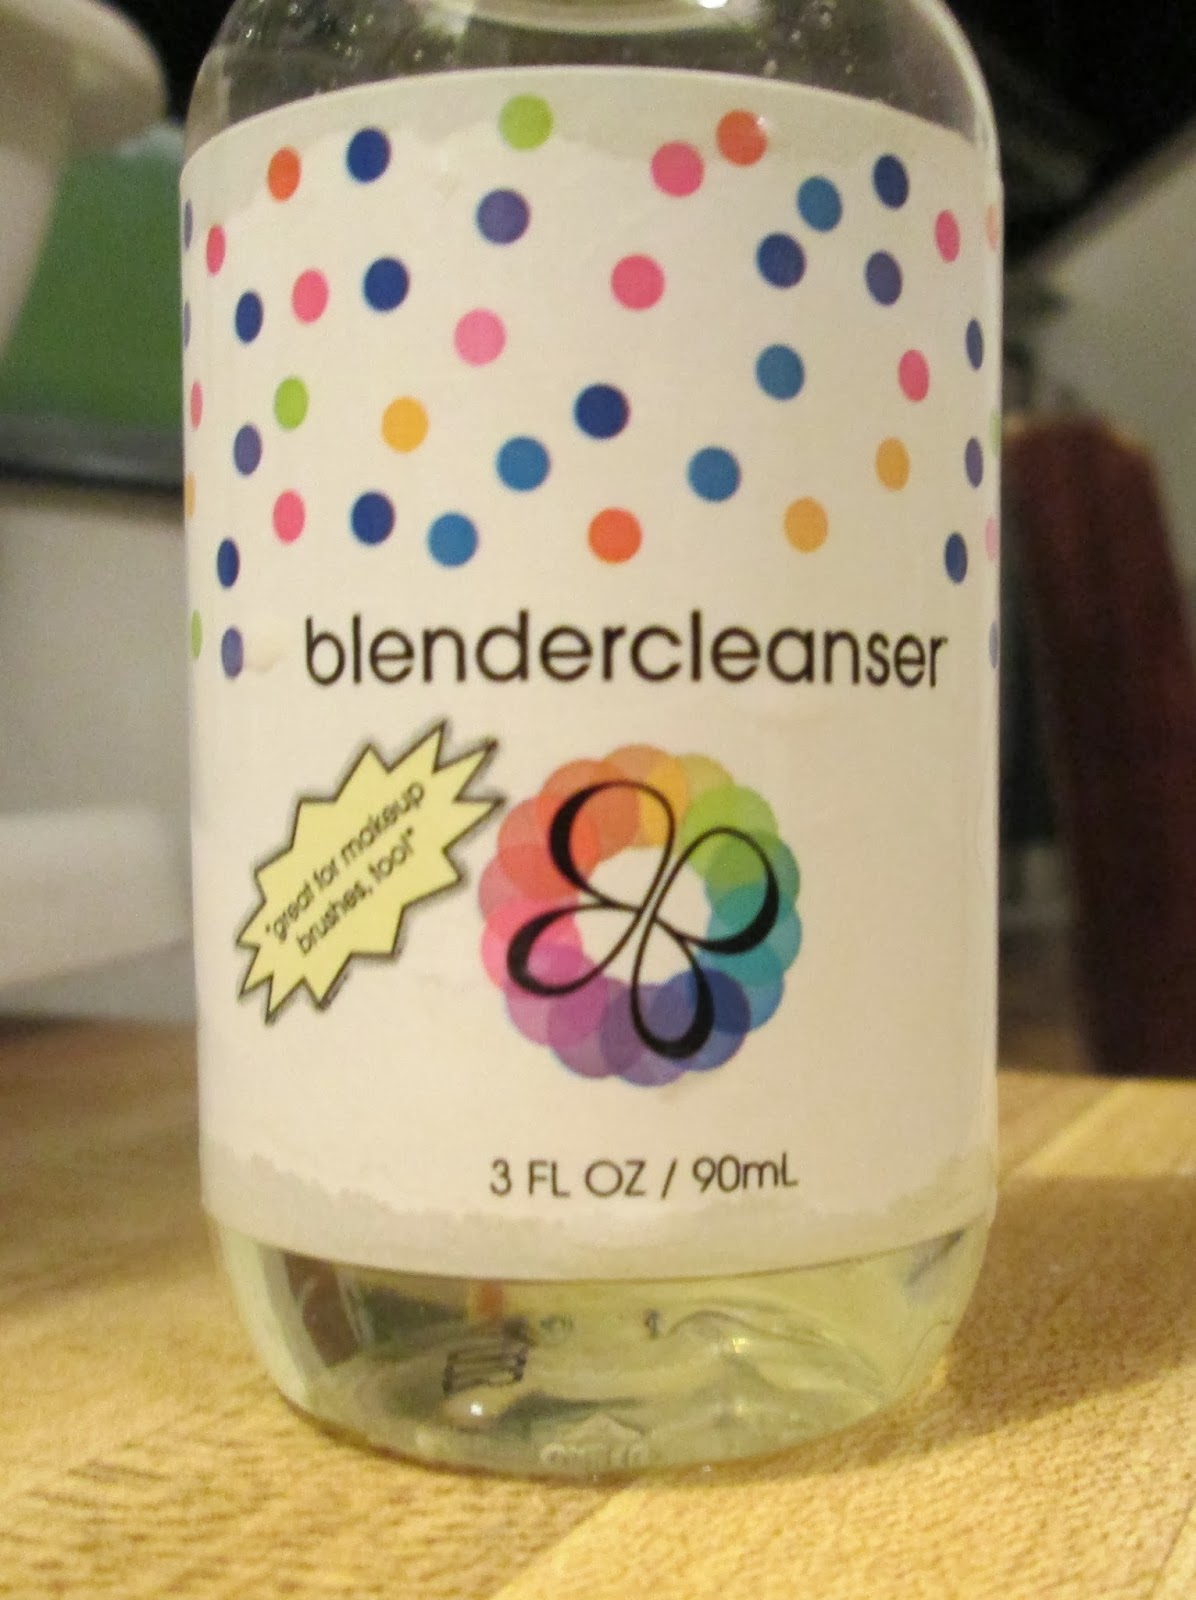 blendercleanser
"great for makeup
brushes, too!"
3 FL OZ / 90mL